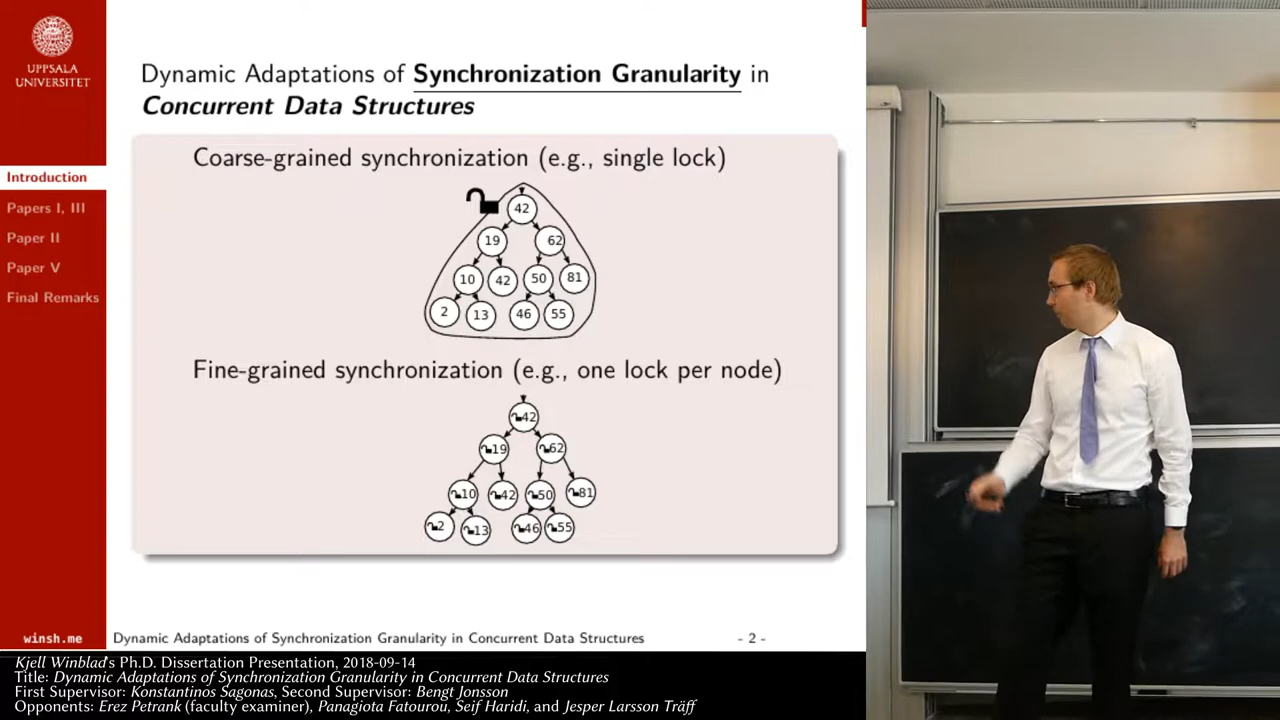 UPPSALA
UNIVERSITET
Dynamic Adaptations of Synchronization Granularity in
Concurrent Data Structures
Introduction
Papers I, III
Paper II
Paper V
Final Remarks
Coarse-grained synchronization (e.g., single lock)
42
19 62
10 42 50 81
2 13 46 55
Fine-grained synchronization (e.g., one lock per node)
42
19 62
10 42 50 81
2 13 46 55
winsh.me
Dynamic Adaptations of Synchronization Granularity in Concurrent Data Structures - 2 -
Kjell Winblad's Ph.D. Dissertation Presentation, 2018-09-14
Title: Dynamic Adaptations of Synchronization Granularity in Concurrent Data Structures
First Supervisor: Konstantinos Sagonas, Second Supervisor: Bengt Jonsson
Opponents: Erez Petrank (faculty examiner), Panagiota Fatourou, Seif Haridi, and Jesper Larsson Träff